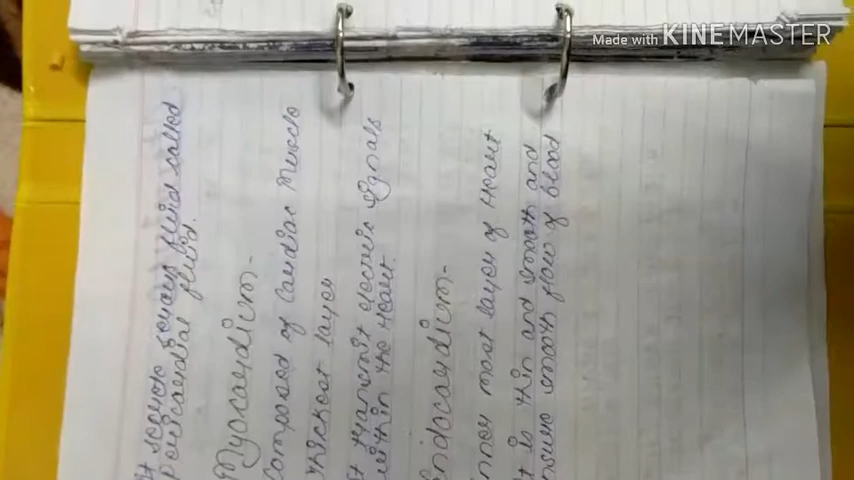 Made with KINEMASTER
It secrete serous fluid called
Pericardial fluid.
Myocardium-
Composed of Cardiac Muscle
Thickest layer
It transmit electric signals
within the Heart.
Endocardium-
Inner most layer of Heart
It is thin and smooth and
ensure smooth flow of blood